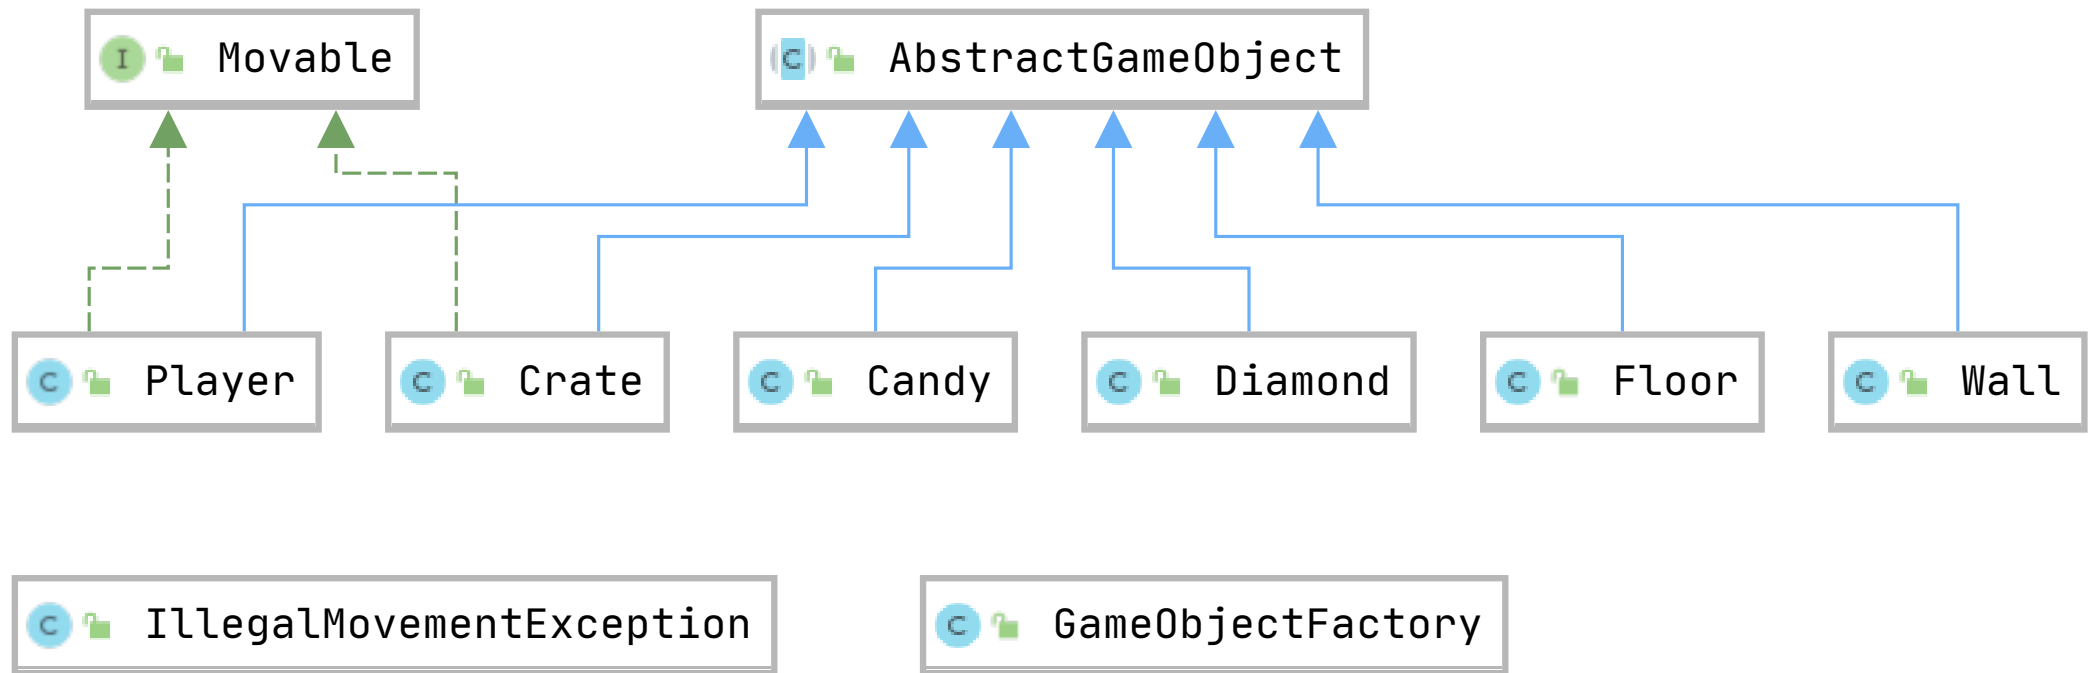 I Movable
C AbstractGameObject
C Player
C Crate
C Candy
C Diamond
C Floor
C Wall
C IllegalMovementException
C GameObjectFactory